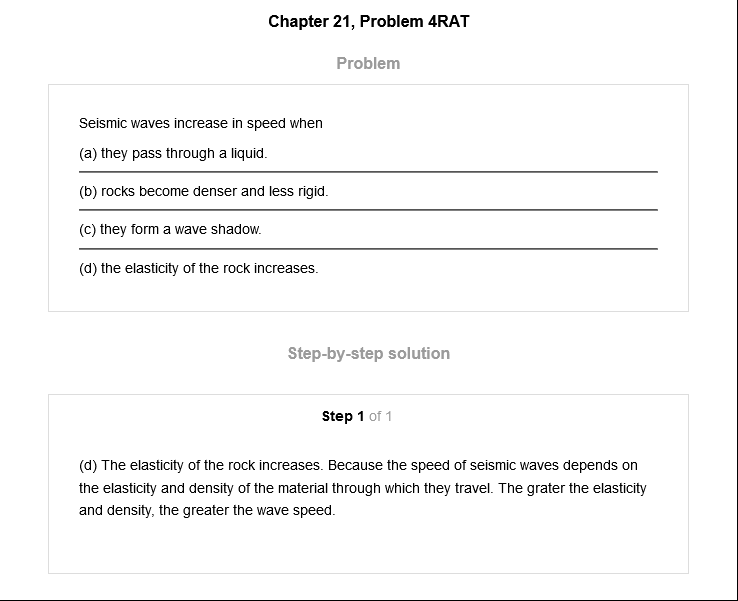 Chapter 21, Problem 4RAT
Problem
Seismic waves increase in speed when
(a) they pass through a liquid.
(b) rocks become denser and less rigid.
(c) they form a wave shadow.
(d) the elasticity of the rock increases.
Step-by-step solution
Step 1 of 1
(d) The elasticity of the rock increases. Because the speed of seismic waves depends on
the elasticity and density of the material through which they travel. The grater the elasticity
and density, the greater the wave speed.